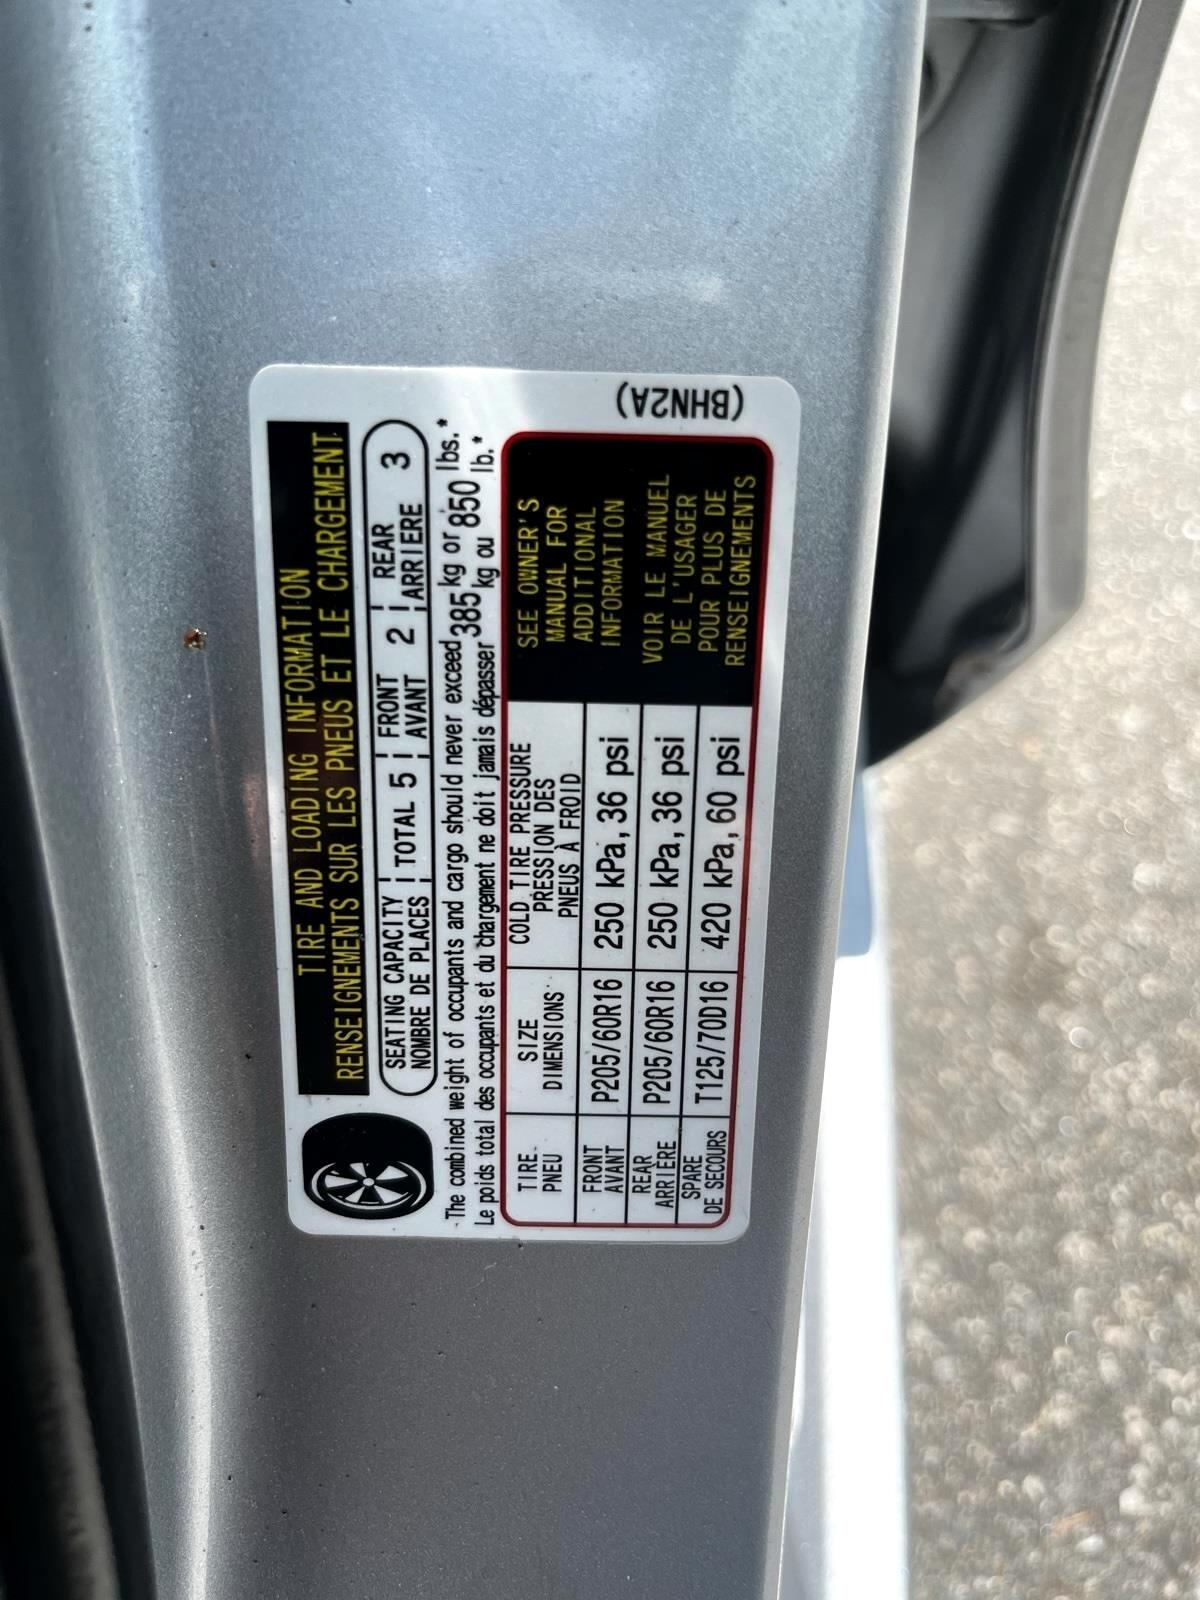 TIRE AND LOADING INFORMATION
RENSEIGNEMENTS SUR LES PNEUS ET LE CHARGEMENT
SEATING CAPACITY TOTAL 5 FRONT 2 REAR 3
NOMBRE DE PLACES AVANT ARRIÈRE
The combined weight of occupants and cargo should never exceed 385 kg or 850 lbs.*
Le poids total des occupants et du chargement ne doit jamais dépasser kg ou lb.*
TIRE SIZE COLD TIRE PRESSURE
PNEU DIMENSIONS PRESSION DES
PNEUS À FROID
FRONT P205/60R16 250 kPa, 36 psi
AVANT
REAR P205/60R16 250 kPa, 36 psi
ARRIÈRE
SPARE T125/70D16 420 kPa, 60 psi
DE SECOURS
SEE OWNER'S
MANUAL FOR
ADDITIONAL
INFORMATION
VOIR LE MANUEL
DE L'USAGER
POUR PLUS DE
RENSEIGNEMENTS
(BHN2A)